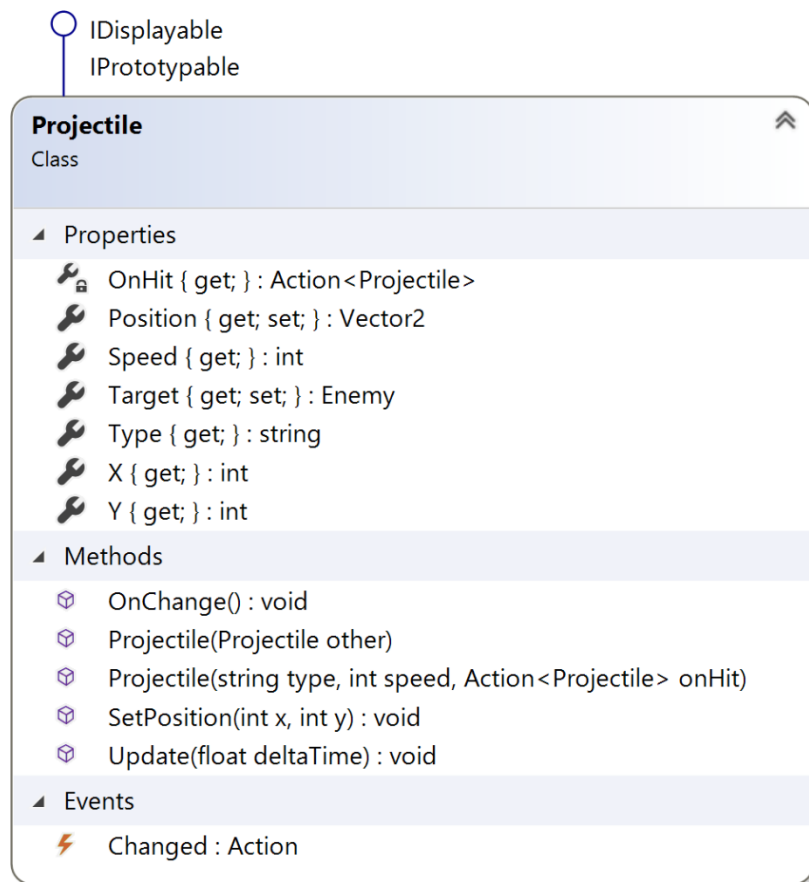 IDisplayable
IPrototypable
Projectile
Class
Properties
OnHit { get; } : Action<Projectile>
Position { get; set; } : Vector2
Speed { get; } : int
Target { get; set; } : Enemy
Type { get; } : string
X { get; } : int
Y { get; } : int
Methods
OnChange() : void
Projectile(Projectile other)
Projectile(string type, int speed, Action<Projectile> onHit)
SetPosition(int x, int y) : void
Update(float deltaTime) : void
Events
Changed : Action